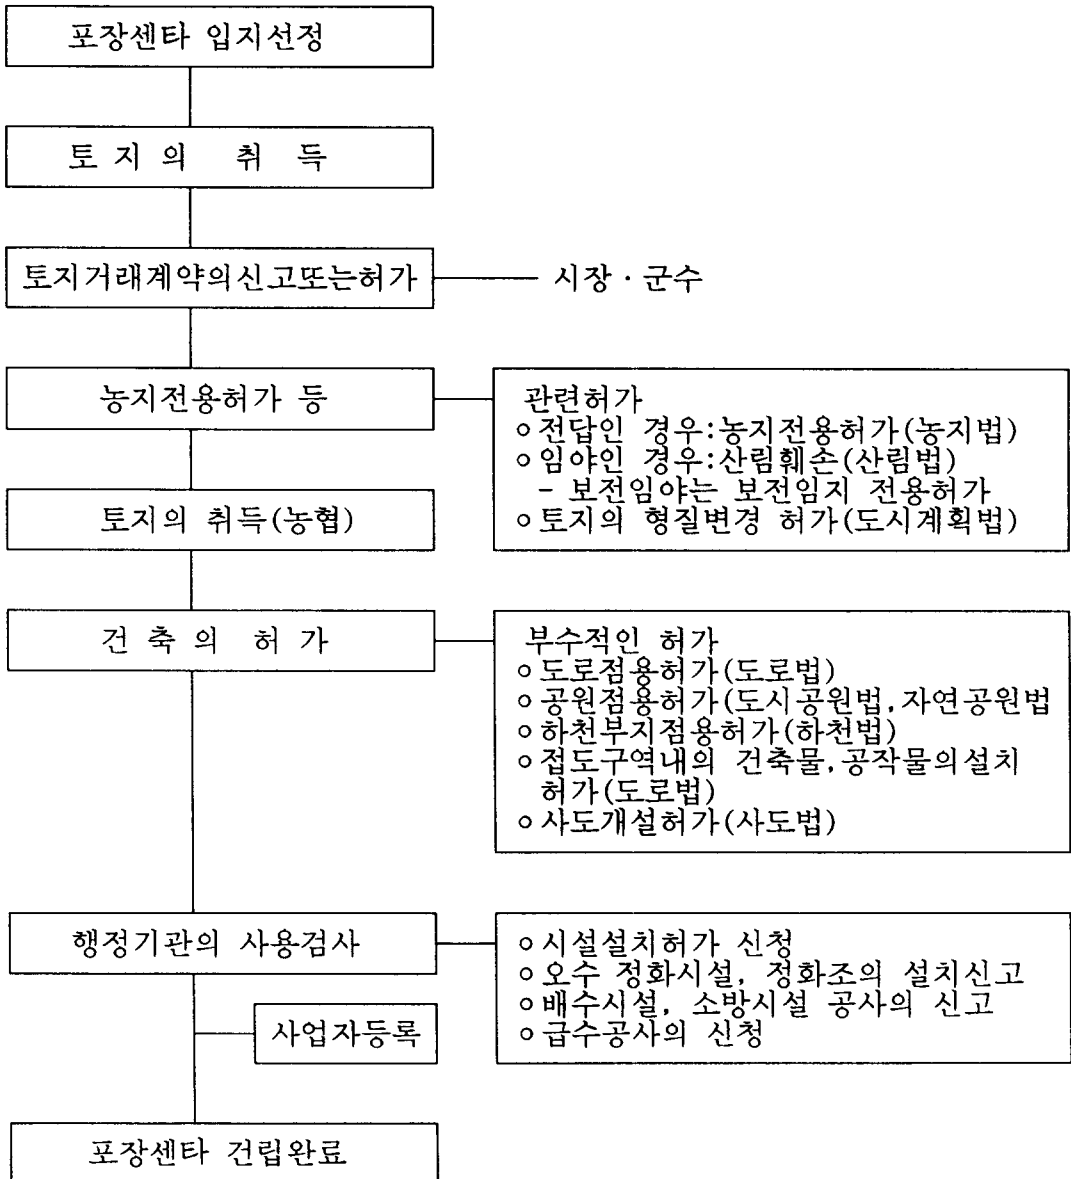 포장센타 입지선정
토 지 의 취 득
토지거래계약의신고또는허가
시장·군수
농지전용허가 등
관련허가
○전답인 경우:농지전용허가(농지법)
○임야인 경우:산림훼손(산림법)
- 보전임야는 보전임지 전용허가
○토지의 형질변경 허가(도시계획법)
토지의 취득(농협)
건 축 의 허 가
부수적인 허가
○도로점용허가(도로법)
○공원점용허가(도시공원법,자연공원법
○하천부지점용허가(하천법)
○접도구역내의 건축물,공작물의설치
허가(도로법)
○사도개설허가(사도법)
행정기관의 사용검사
○시설설치허가 신청
○오수 정화시설, 정화조의 설치신고
○배수시설, 소방시설 공사의 신고
○급수공사의 신청
사업자등록
포장센타 건립완료